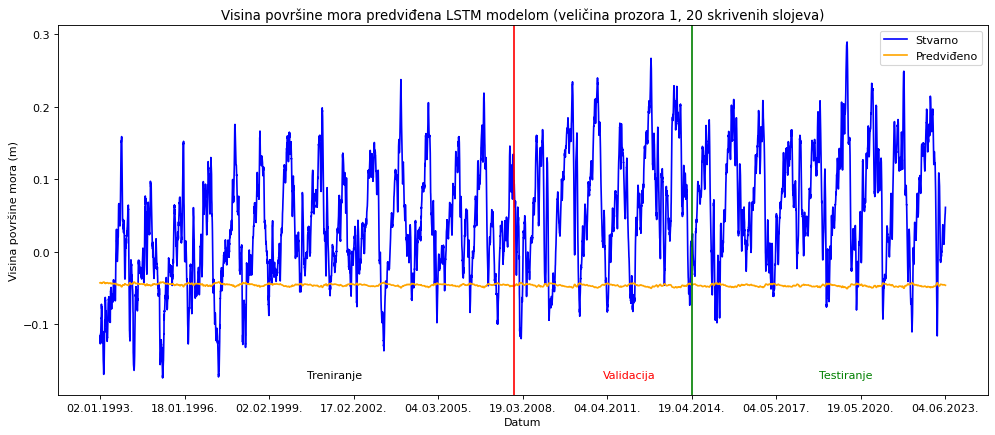 Visina površine mora predviđena LSTM modelom (veličina prozora 1, 20 skrivenih slojeva)
Stvarno
Predviđeno
Visina površine mora (m)
0.3
0.2
0.1
0.0
−0.1
Treniranje
Validacija
Testiranje
02.01.1993.
18.01.1996.
02.02.1999.
17.02.2002.
04.03.2005.
19.03.2008.
04.04.2011.
19.04.2014.
04.05.2017.
19.05.2020.
04.06.2023.
Datum